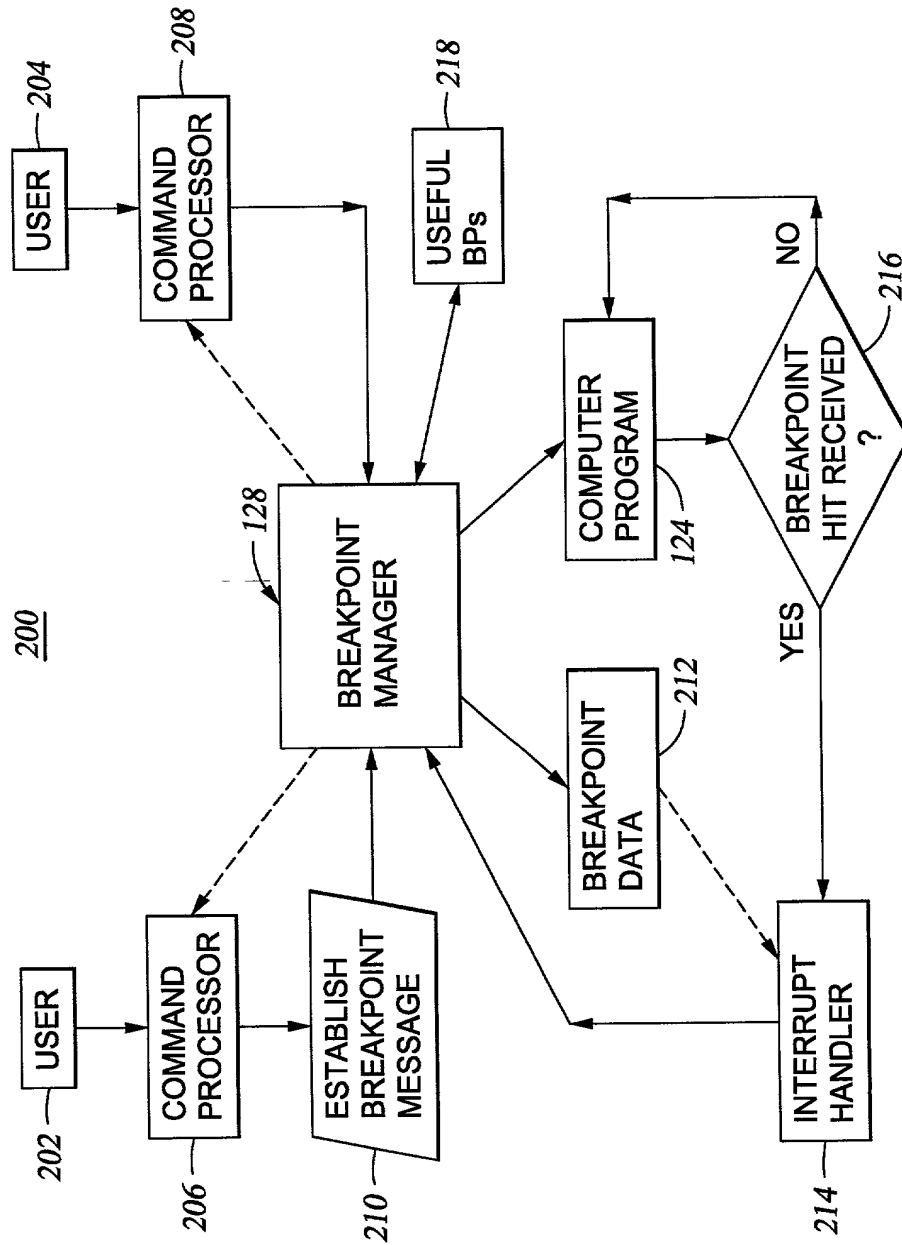 200
USER
202
USER
204
COMMAND
PROCESSOR
206
COMMAND
PROCESSOR
208
ESTABLISH
BREAKPOINT
MESSAGE
210
BREAKPOINT
MANAGER
128
USEFUL
BPs
218
BREAKPOINT
DATA
212
COMPUTER
PROGRAM
124
INTERRUPT
HANDLER
214
YES
BREAKPOINT
HIT RECEIVED
?
216
NO